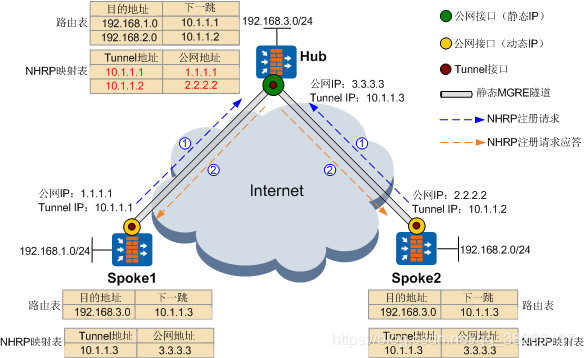 目的地址 下一跳
路由表 192.168.1.0 10.1.1.1
192.168.2.0 10.1.1.2
192.168.3.0/24
Hub
NHRP映射表 Tunnel地址 公网地址
10.1.1.1 1.1.1.1
10.1.1.2 2.2.2.2
公网接口（静态IP）
公网接口（动态IP）
Tunnel接口
静态MGRE隧道
NHRP注册请求
NHRP注册请求应答
公网IP：3.3.3.3
Tunnel IP：10.1.1.3
① ①
② ②
Internet
公网IP：1.1.1.1
Tunnel IP：10.1.1.1
公网IP：2.2.2.2
Tunnel IP：10.1.1.2
192.168.1.0/24
192.168.2.0/24
Spoke1
Spoke2
路由表 目的地址 下一跳
192.168.3.0 10.1.1.3
NHRP映射表 Tunnel地址 公网地址
10.1.1.3 3.3.3.3
目的地址 下一跳 路由表
192.168.3.0 10.1.1.3
Tunnel地址 公网地址 NHRP映射表
10.1.1.3 3.3.3.3